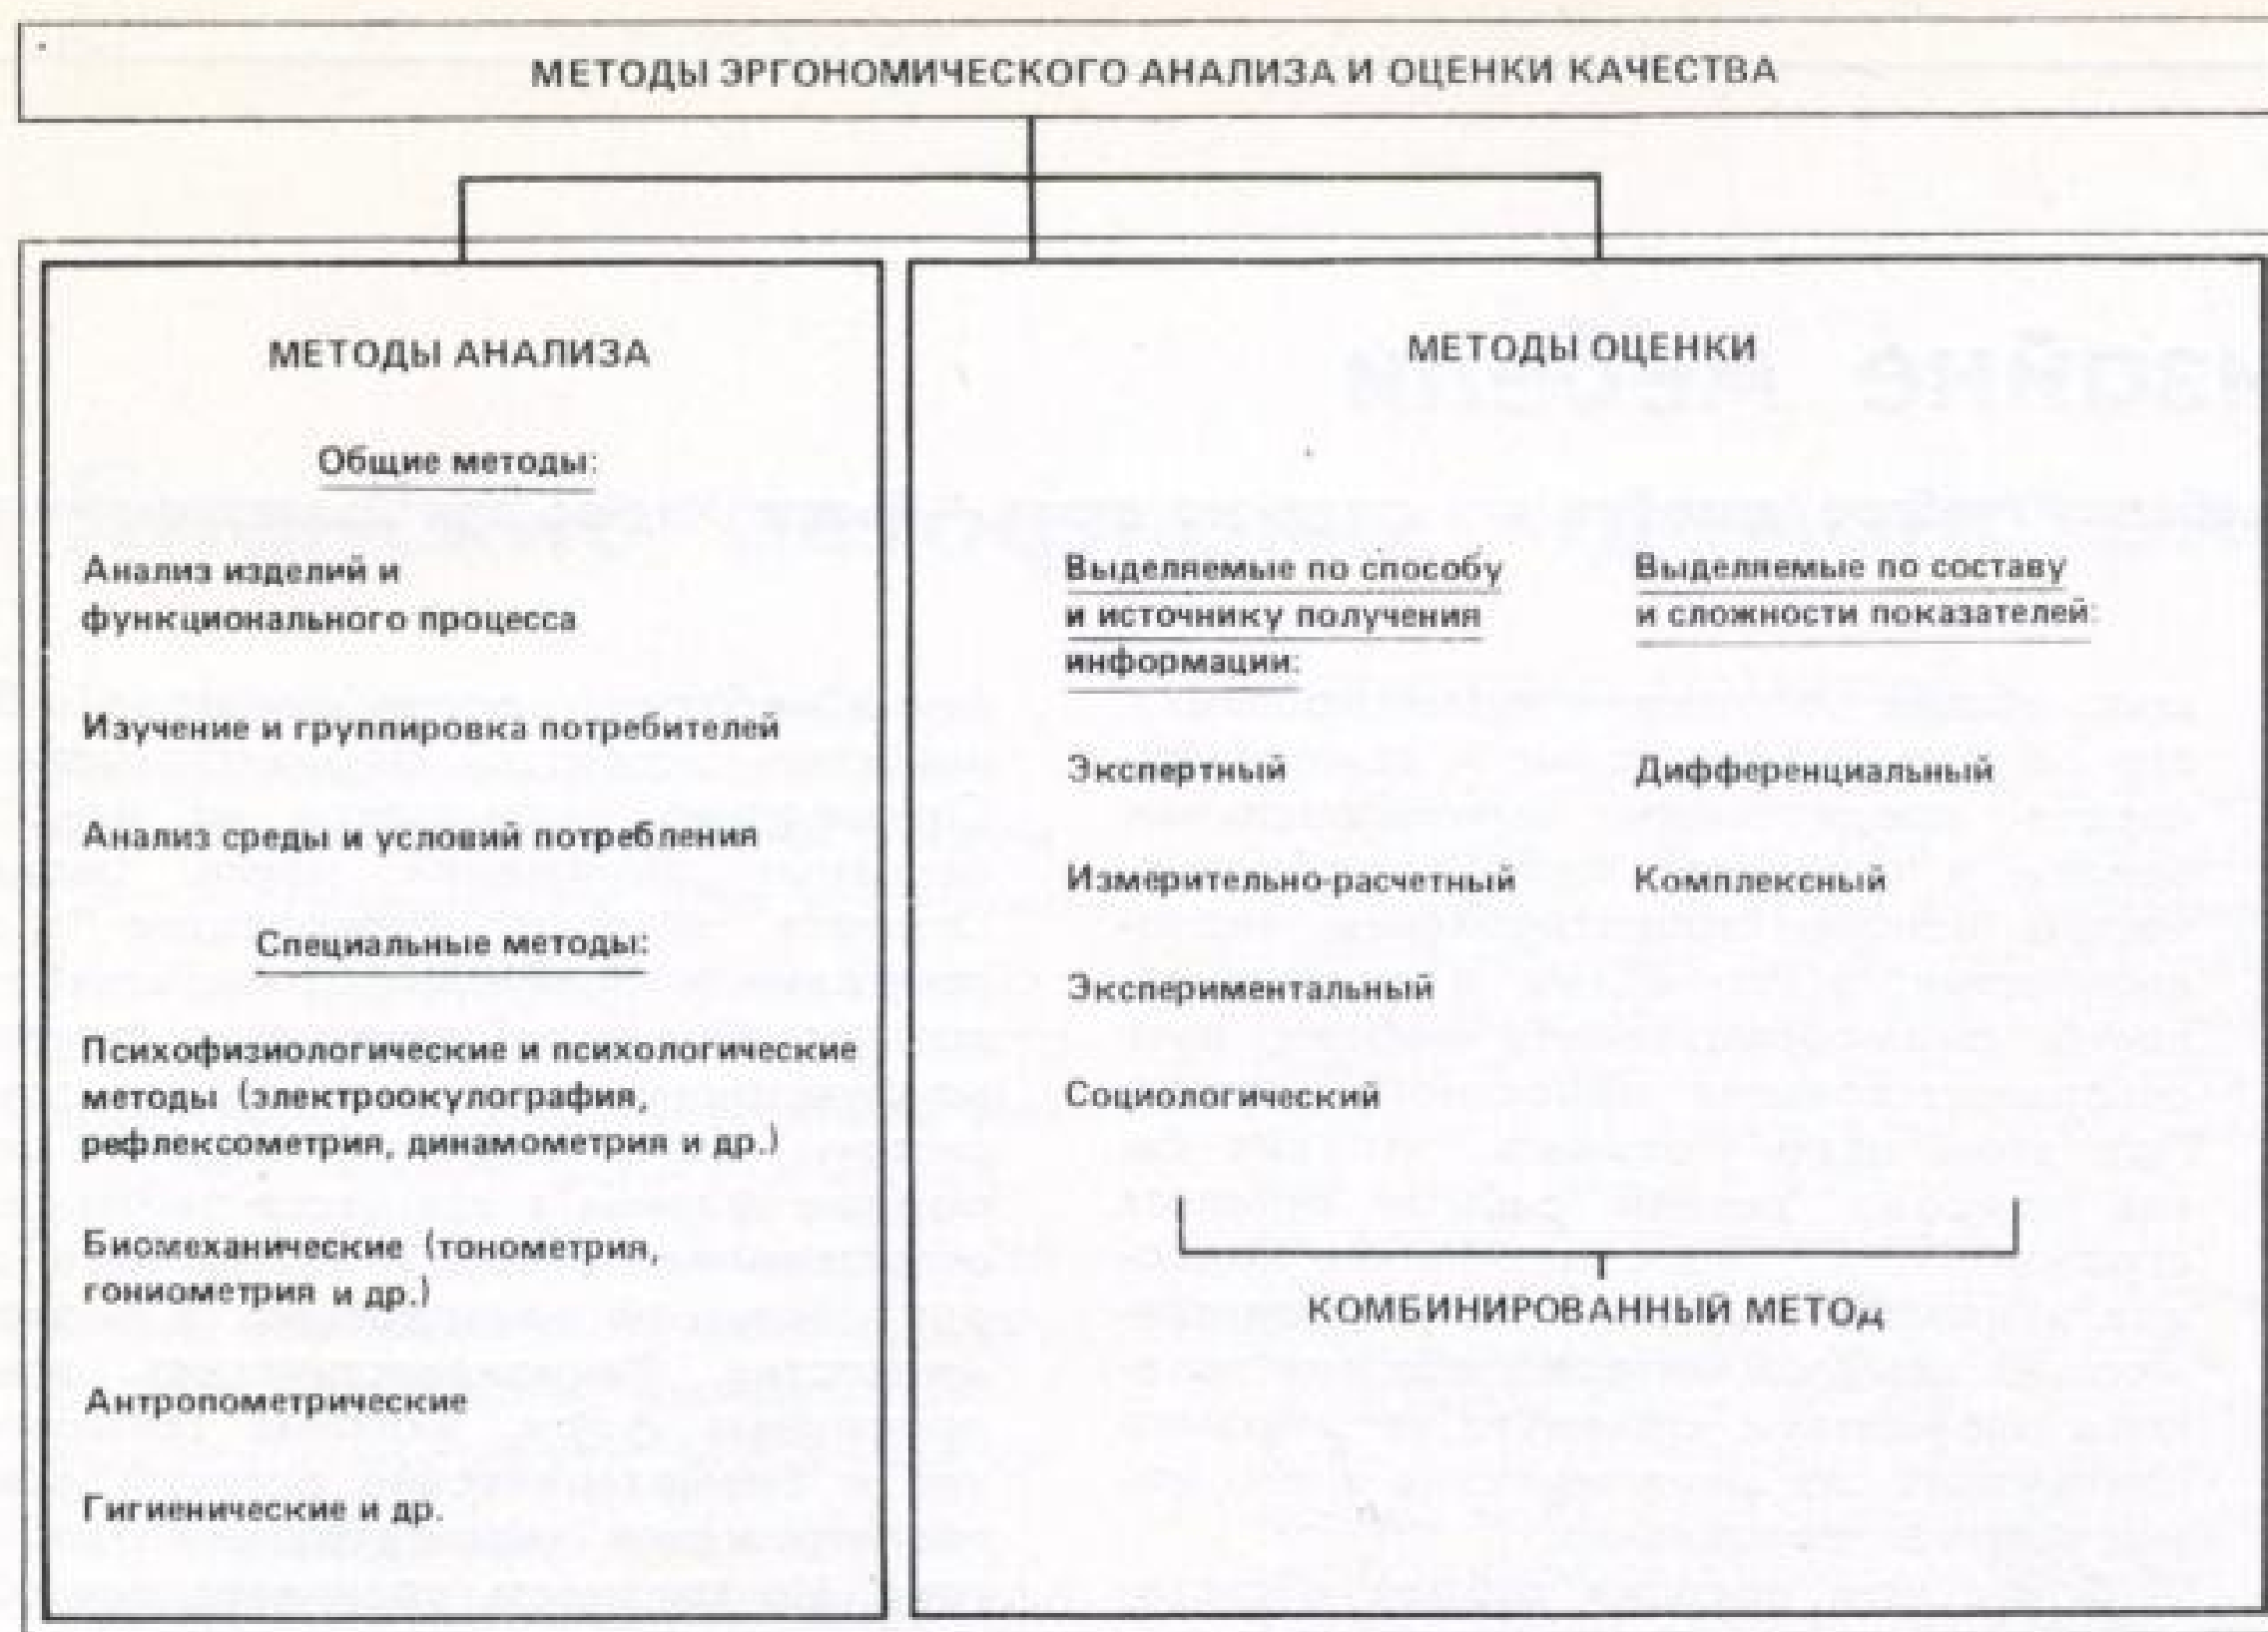 МЕТОДЫ ЭРГОНОМИЧЕСКОГО АНАЛИЗА И ОЦЕНКИ КАЧЕСТВА
МЕТОДЫ АНАЛИЗА
Общие методы:
Анализ изделий и
функционального процесса
Изучение и группировка потребителей
Анализ среды и условий потребления
Специальные методы:
Психофизиологические и психологические
методы (электроокулография,
рефлексометрия, динамометрия и др.)
Биомеханические (тонометрия,
гониометрия и др.)
Антропометрические
Гигиенические и др.
МЕТОДЫ ОЦЕНКИ
Выделяемые по способу
и источнику получения
информации:
Экспертный
Измерительно-расчетный
Экспериментальный
Социологический
Выделяемые по составу
и сложности показателей:
Дифференциальный
Комплексный
КОМБИНИРОВАННЫЙ МЕТОД